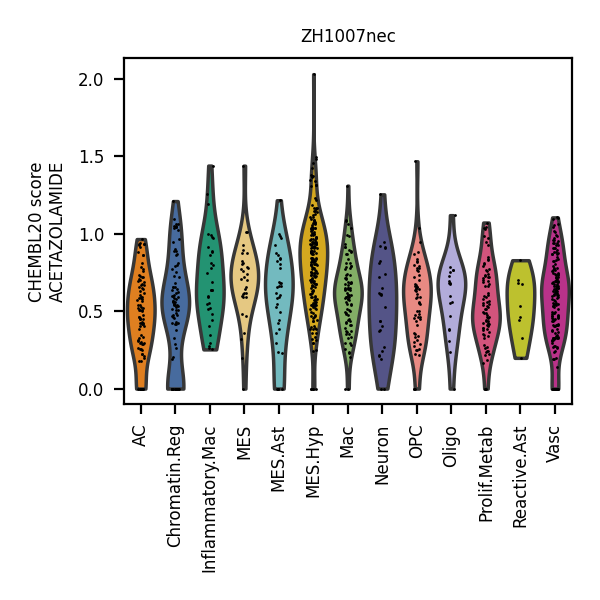 ZH1007nec
CHEMBL20 score
ACETAZOLAMIDE
2.0
1.5
1.0
0.5
0.0
AC
Chromatin.Reg
Inflammatory.Mac
MES
MES.Ast
MES.Hyp
Mac
Neuron
OPC
Oligo
Prolif.Metab
Reactive.Ast
Vasc